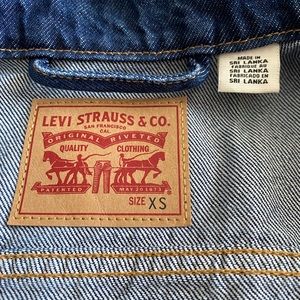 MADE IN
SRI LANKA
FABRIQUÉ AU
SRI LANKA
FABRICADO EN
SRI LANKA
LEVI STRAUSS & CO.
SAN FRANCISCO
CAL.
ORIGINAL RIVETED
QUALITY CLOTHING
PATENTED MAY 20 1873
SIZE XS